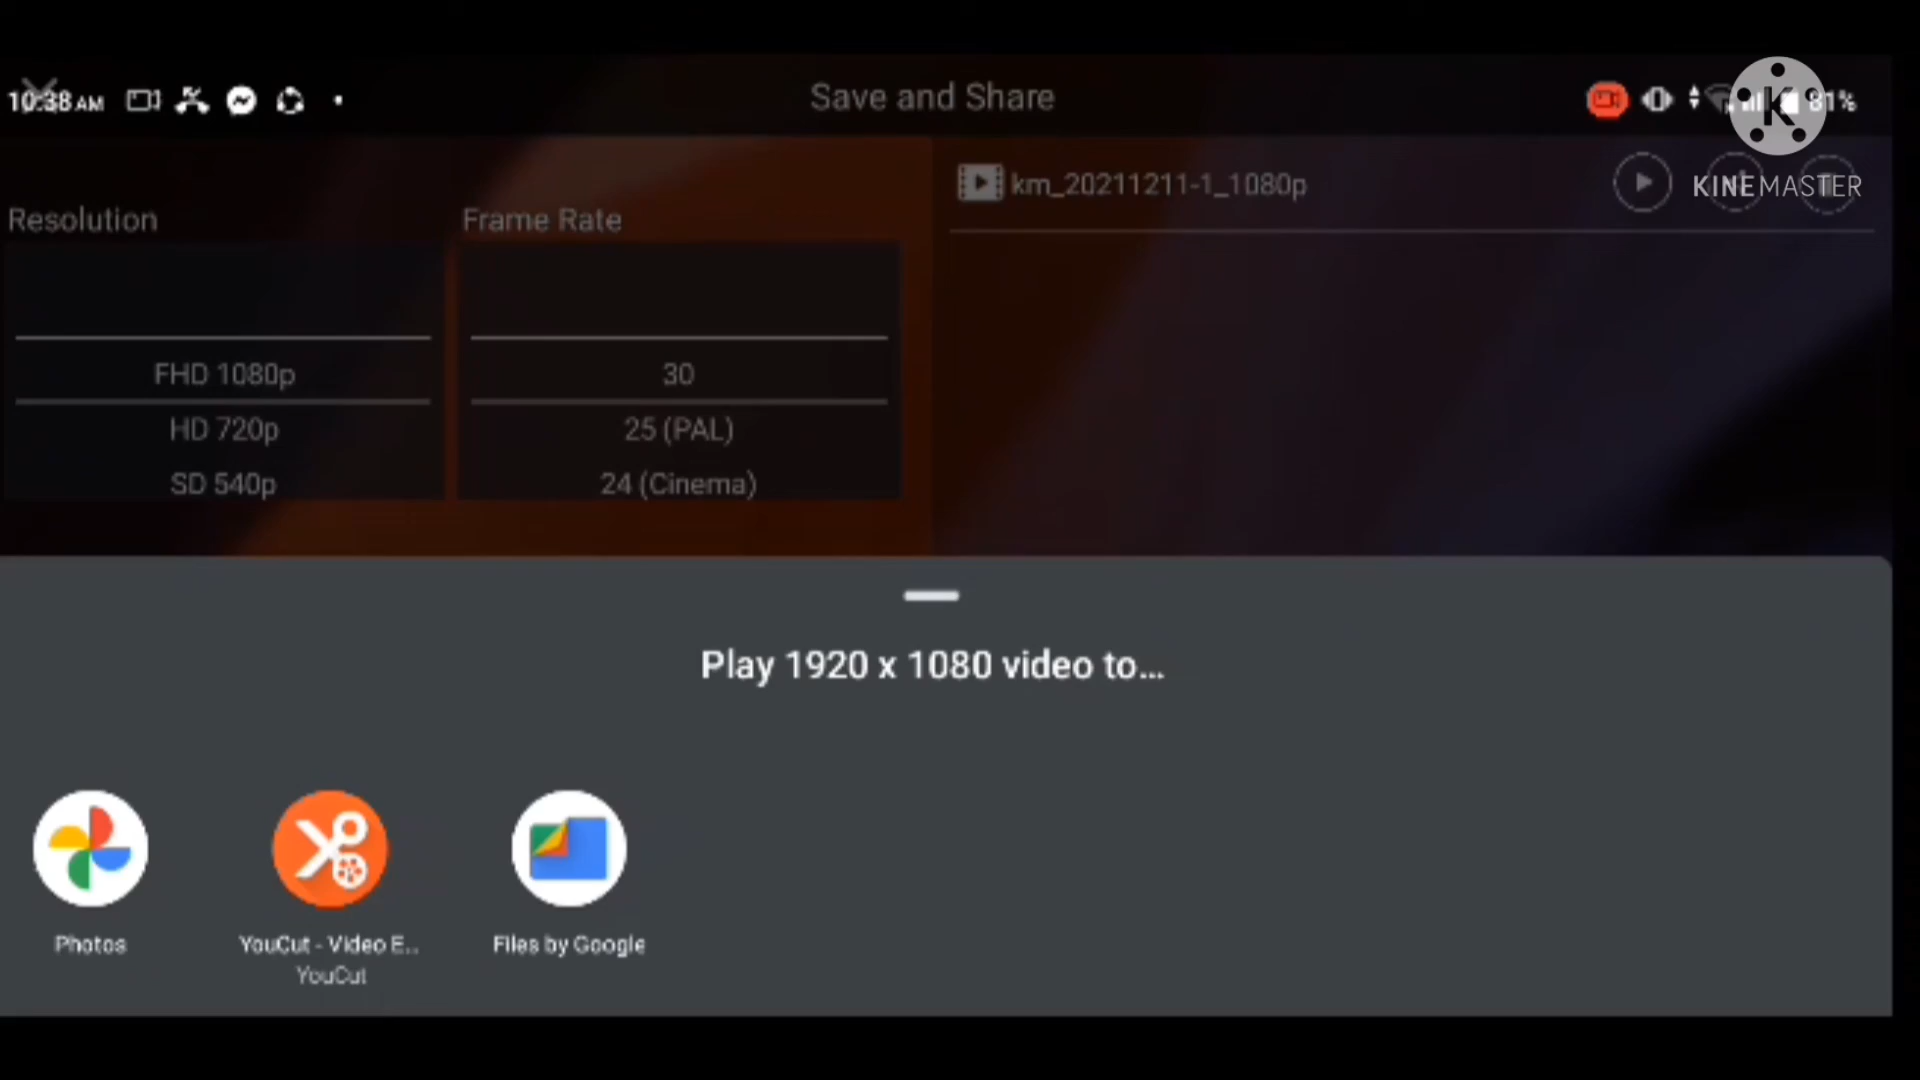 10:38 AM
Save and Share
81%
km_20211211-1_1080p
KINEMASTER
Resolution
Frame Rate
FHD 1080p
30
HD 720p
25 (PAL)
SD 540p
24 (Cinema)
Play 1920 x 1080 video to...
Photos
YouCut - Video E...
YouCut
Files by Google